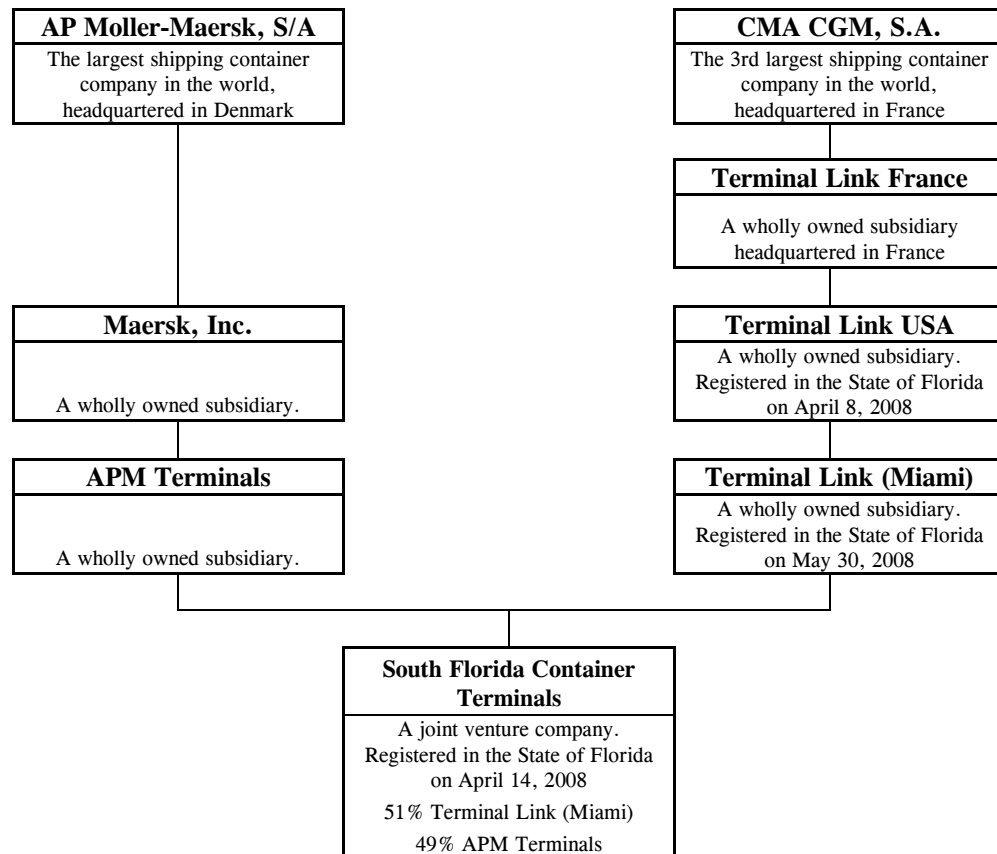 AP Moller-Maersk, S/A
The largest shipping container
company in the world,
headquartered in Denmark
CMA CGM, S.A.
The 3rd largest shipping container
company in the world,
headquartered in France
Terminal Link France
A wholly owned subsidiary
headquartered in France
Maersk, Inc.
A wholly owned subsidiary.
Terminal Link USA
A wholly owned subsidiary.
Registered in the State of Florida
on April 8, 2008
APM Terminals
A wholly owned subsidiary.
Terminal Link (Miami)
A wholly owned subsidiary.
Registered in the State of Florida
on May 30, 2008
South Florida Container
Terminals
A joint venture company.
Registered in the State of Florida
on April 14, 2008
51% Terminal Link (Miami)
49% APM Terminals